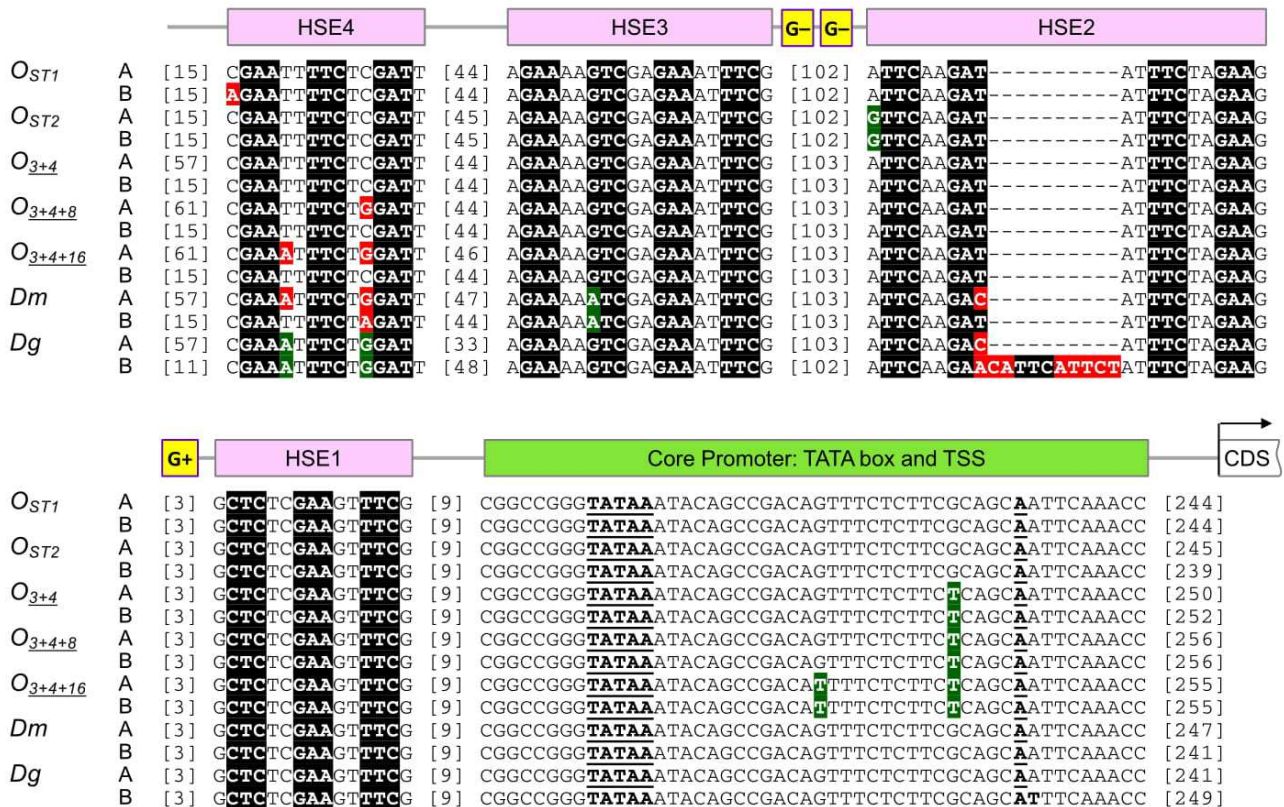 HSE4 HSE3 G– G– HSE2
O_ST1 A [15] CGAATTTTCTCGATT [44] AGAAAAGTCGAGAAATTTCG [102] ATTCAAGAT----------ATTTCTAGAAG
B [15] AGAATTTTCTCGATT [44] AGAAAAGTCGAGAAATTTCG [102] ATTCAAGAT----------ATTTCTAGAAG
O_ST2 A [15] CGAATTTTCTCGATT [45] AGAAAAGTCGAGAAATTTCG [102] GTTCAAGAT----------ATTTCTAGAAG
B [15] CGAATTTTCTCGATT [45] AGAAAAGTCGAGAAATTTCG [102] GTTCAAGAT----------ATTTCTAGAAG
O_3+4 A [57] CGAATTTTCTCGATT [44] AGAAAAGTCGAGAAATTTCG [103] ATTCAAGAT----------ATTTCTAGAAG
B [15] CGAATTTTCTCGATT [44] AGAAAAGTCGAGAAATTTCG [103] ATTCAAGAT----------ATTTCTAGAAG
O_3+4+8 A [61] CGAATTTTCTGGATT [44] AGAAAAGTCGAGAAATTTCG [103] ATTCAAGAT----------ATTTCTAGAAG
B [15] CGAATTTTCTCGATT [44] AGAAAAGTCGAGAAATTTCG [103] ATTCAAGAT----------ATTTCTAGAAG
O_3+4+16 A [61] CGAAATTTCTGGATT [46] AGAAAAGTCGAGAAATTTCG [103] ATTCAAGAT----------ATTTCTAGAAG
B [15] CGAATTTTCTCGATT [44] AGAAAAGTCGAGAAATTTCG [103] ATTCAAGAT----------ATTTCTAGAAG
Dm A [57] CGAAATTTCTGGATT [47] AGAAAAATCGAGAAATTTCG [103] ATTCAAGAC----------ATTTCTAGAAG
B [15] CGAATTTTCTAGATT [44] AGAAAAATCGAGAAATTTCG [103] ATTCAAGAT----------ATTTCTAGAAG
Dg A [57] CGAAATTTCTGGAT [33] AGAAAAGTCGAGAAATTTCG [103] ATTCAAGAC----------ATTTCTAGAAG
B [11] CGAAATTTCTGGATT [48] AGAAAAGTCGAGAAATTTCG [102] ATTCAAGAACATTCATTCTATTTCTAGAAG
G+ HSE1 Core Promoter: TATA box and TSS CDS
O_ST1 A [3] GCTCTCGAAGTTTCG [9] CGGCCGGGTATAAATACAGCCGACAGTTTCTCTTCGCAGCAATTCAAACC [244]
B [3] GCTCTCGAAGTTTCG [9] CGGCCGGGTATAAATACAGCCGACAGTTTCTCTTCGCAGCAATTCAAACC [244]
O_ST2 A [3] GCTCTCGAAGTTTCG [9] CGGCCGGGTATAAATACAGCCGACAGTTTCTCTTCGCAGCAATTCAAACC [245]
B [3] GCTCTCGAAGTTTCG [9] CGGCCGGGTATAAATACAGCCGACAGTTTCTCTTCGCAGCAATTCAAACC [239]
O_3+4 A [3] GCTCTCGAAGTTTCG [9] CGGCCGGGTATAAATACAGCCGACAGTTTCTCTTCTCAGCAATTCAAACC [250]
B [3] GCTCTCGAAGTTTCG [9] CGGCCGGGTATAAATACAGCCGACAGTTTCTCTTCTCAGCAATTCAAACC [252]
O_3+4+8 A [3] GCTCTCGAAGTTTCG [9] CGGCCGGGTATAAATACAGCCGACAGTTTCTCTTCTCAGCAATTCAAACC [256]
B [3] GCTCTCGAAGTTTCG [9] CGGCCGGGTATAAATACAGCCGACAGTTTCTCTTCTCAGCAATTCAAACC [256]
O_3+4+16 A [3] GCTCTCGAAGTTTCG [9] CGGCCGGGTATAAATACAGCCGACATTTTCTCTTCTCAGCAATTCAAACC [255]
B [3] GCTCTCGAAGTTTCG [9] CGGCCGGGTATAAATACAGCCGACATTTTCTCTTCTCAGCAATTCAAACC [255]
Dm A [3] GCTCTCGAAGTTTCG [9] CGGCCGGGTATAAATACAGCCGACAGTTTCTCTTCGCAGCAATTCAAACC [247]
B [3] GCTCTCGAAGTTTCG [9] CGGCCGGGTATAAATACAGCCGACAGTTTCTCTTCGCAGCAATTCAAACC [241]
Dg A [3] GCTCTCGAAGTTTCG [9] CGGCCGGGTATAAATACAGCCGACAGTTTCTCTTCGCAGCAATTCAAACC [241]
B [3] GCTCTCGAAGTTTCG [9] CGGCCGGGTATAAATACAGCCGACAGTTTCTCTTCGCAGCATTTCAAACC [249]